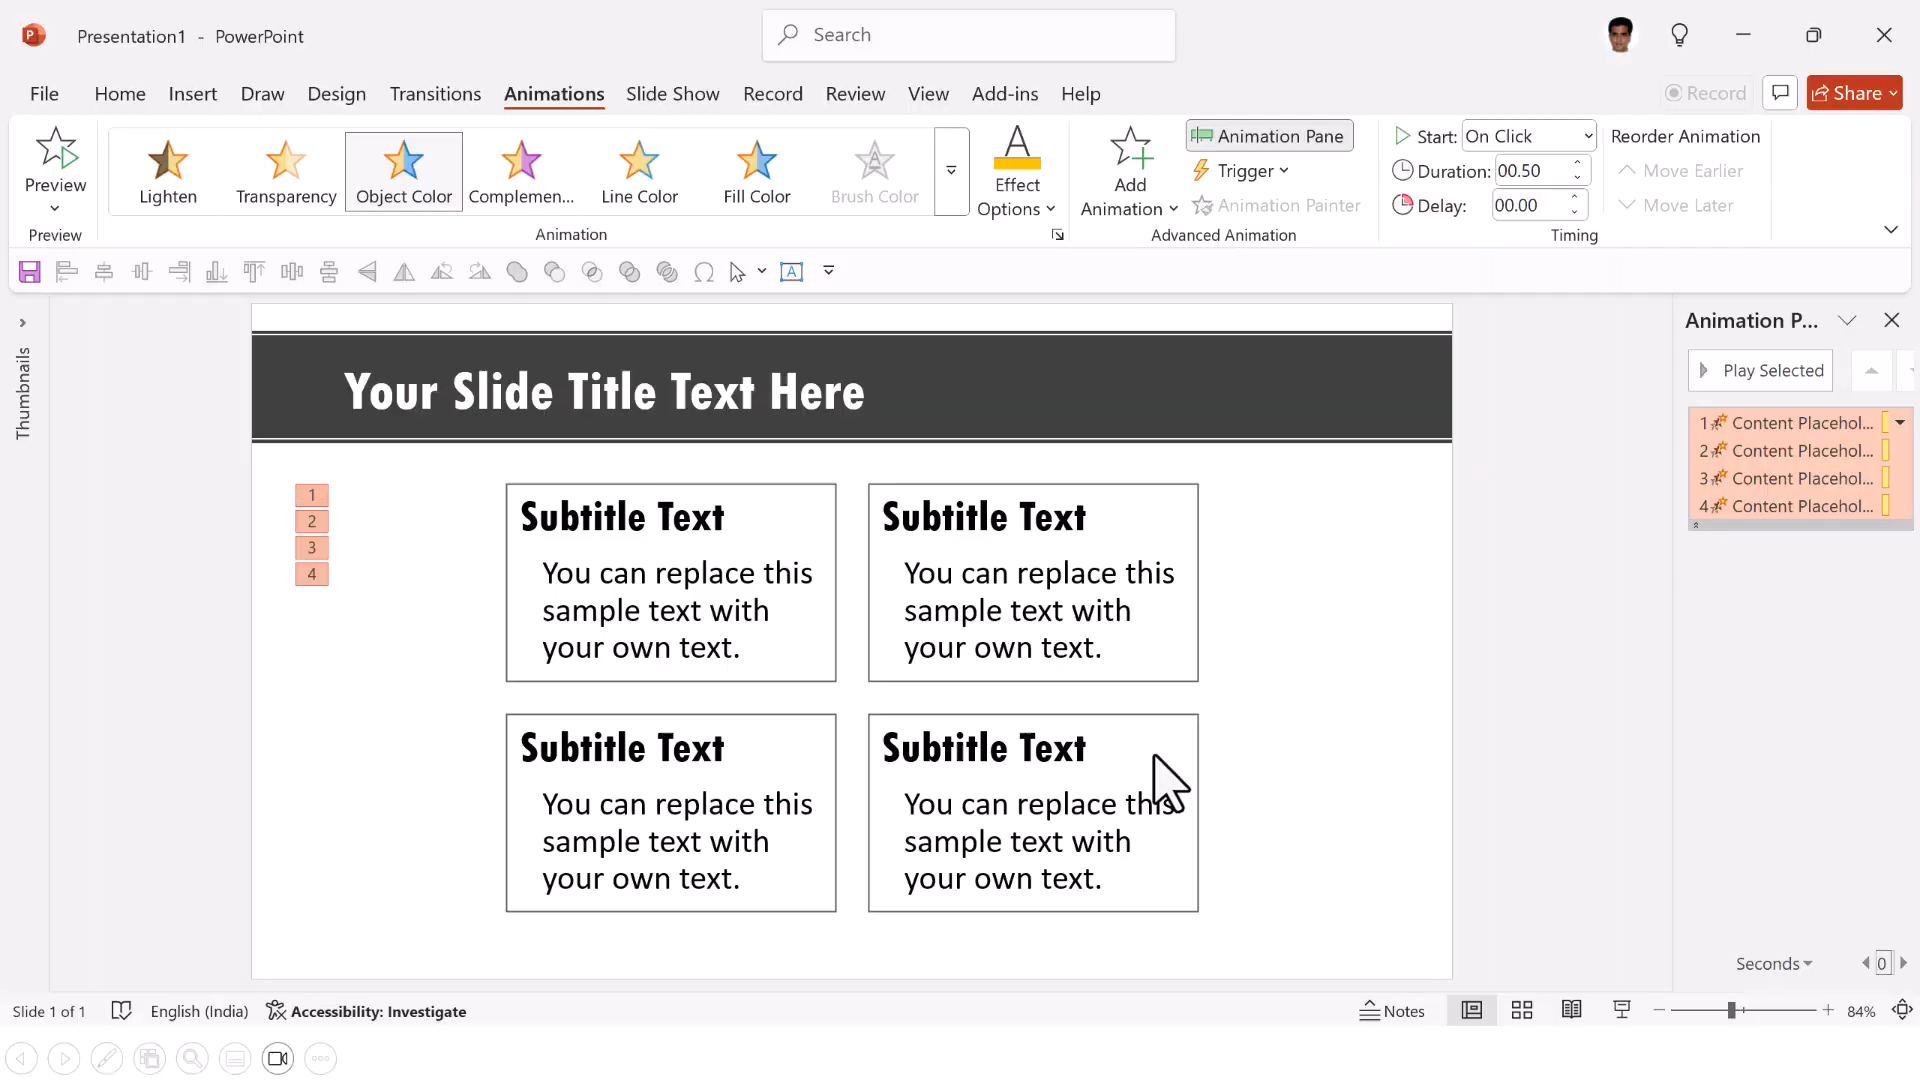 Presentation1 - PowerPoint
Search
File Home Insert Draw Design Transitions Animations Slide Show Record Review View Add-ins Help
Record
Share
Preview
Preview
Lighten
Transparency
Object Color
Complemen...
Line Color
Fill Color
Brush Color
Animation
Effect
Options
Add
Animation
Animation Pane
Trigger
Animation Painter
Advanced Animation
Start: On Click
Duration: 00.50
Delay: 00.00
Timing
Reorder Animation
Move Earlier
Move Later
Thumbnails
Your Slide Title Text Here
1
2
3
4
Subtitle Text
You can replace this
sample text with
your own text.
Subtitle Text
You can replace this
sample text with
your own text.
Subtitle Text
You can replace this
sample text with
your own text.
Subtitle Text
You can replace this
sample text with
your own text.
Animation P...
Play Selected
1 Content Placehol...
2 Content Placehol...
3 Content Placehol...
4 Content Placehol...
Seconds 0
Slide 1 of 1 English (India) Accessibility: Investigate
Notes
84%